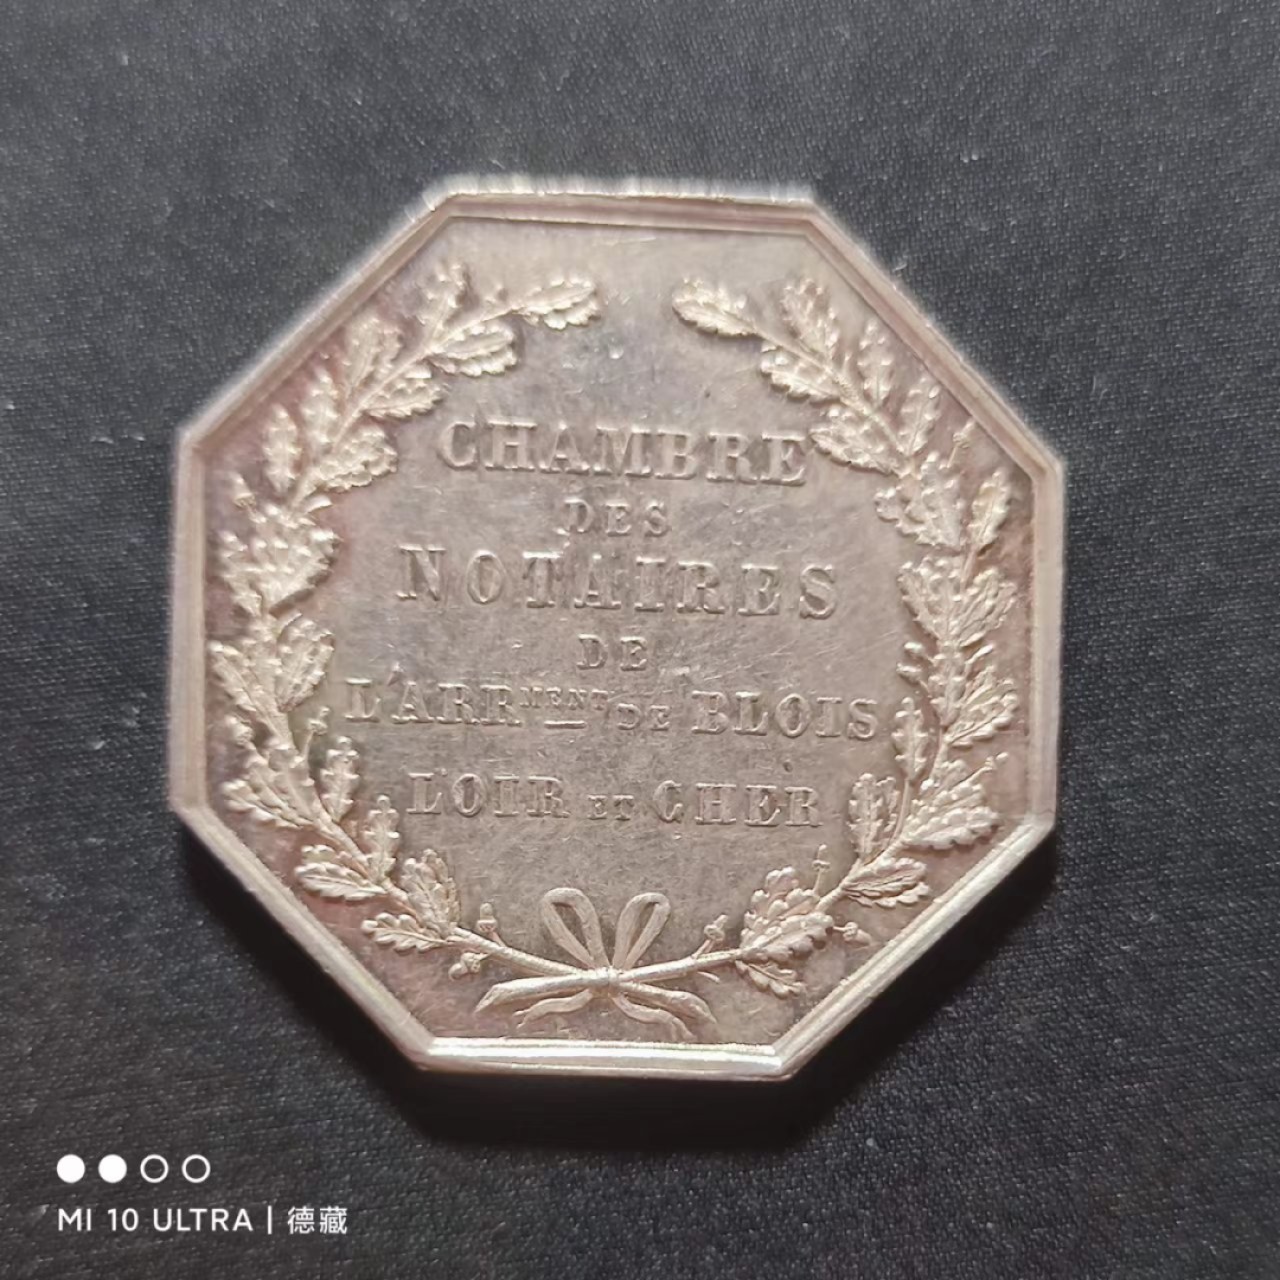 CHAMBRE
DES
NOTAIRES
DE
L'ARRMENT DE BLOIS
LOIR ET CHER
MI 10 ULTRA | 德藏